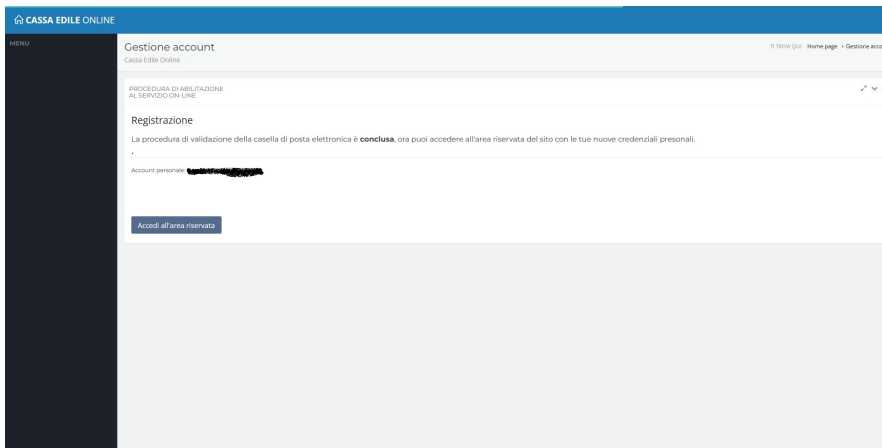 CASSA EDILE ONLINE
MENU
Gestione account
Cassa Edile Online
TI TROVI QUI: Home page > Gestione acco
PROCEDURA DI ABILITAZIONE
AL SERVIZIO ON-LINE
Registrazione
La procedura di validazione della casella di posta elettronica è conclusa, ora puoi accedere all'area riservata del sito con le tue nuove credenziali presonali.
.
Account personale:
Accedi all'area riservata